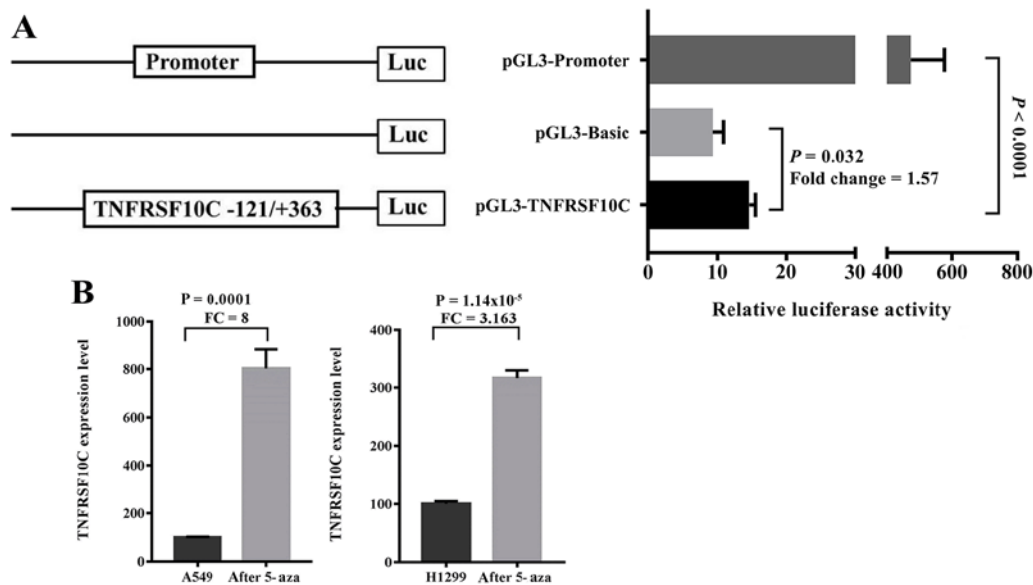 A
Promoter
Luc
Luc
TNFRSF10C -121/+363
Luc
pGL3-Promoter
pGL3-Basic
pGL3-TNFRSF10C
P = 0.032
Fold change = 1.57
P < 0.0001
0 10 20 30 400 600 800
Relative luciferase activity
B
P = 0.0001
FC = 8
TNFRSF10C expression level
1000
800
600
400
200
0
A549 After 5- aza
P = 1.14x10⁻⁵
FC = 3.163
TNFRSF10C expression level
400
300
200
100
0
H1299 After 5- aza